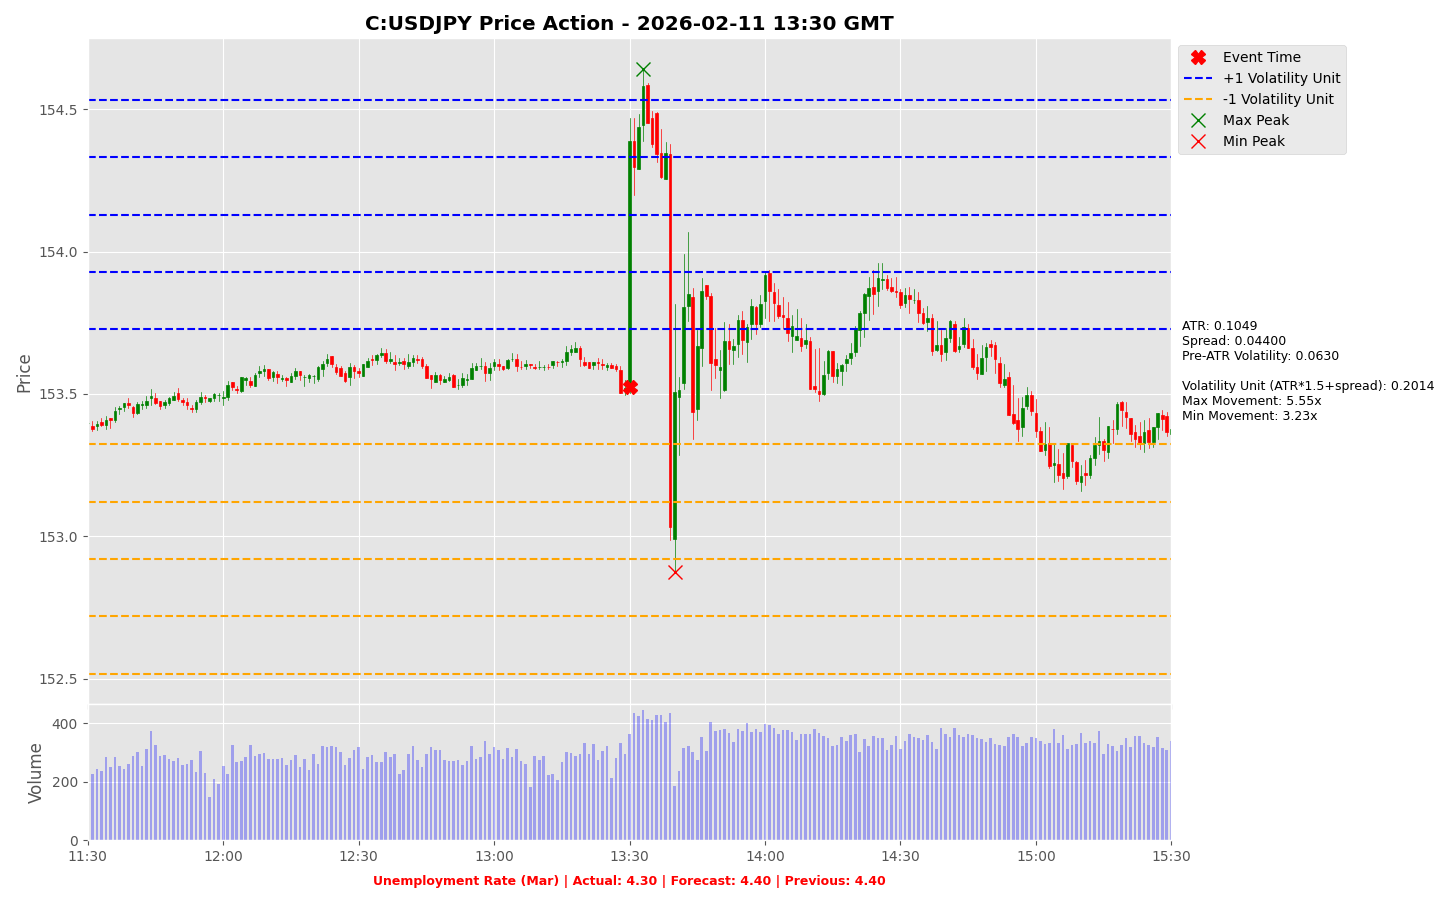 C:USDJPY Price Action - 2026-02-11 13:30 GMT
Event Time
+1 Volatility Unit
-1 Volatility Unit
Max Peak
Min Peak
Price
154.5
154.0
153.5
153.0
152.5
ATR: 0.1049
Spread: 0.04400
Pre-ATR Volatility: 0.0630
Volatility Unit (ATR*1.5+spread): 0.2014
Max Movement: 5.55x
Min Movement: 3.23x
Volume
400
200
0
11:30 12:00 12:30 13:00 13:30 14:00 14:30 15:00 15:30
Unemployment Rate (Mar) | Actual: 4.30 | Forecast: 4.40 | Previous: 4.40